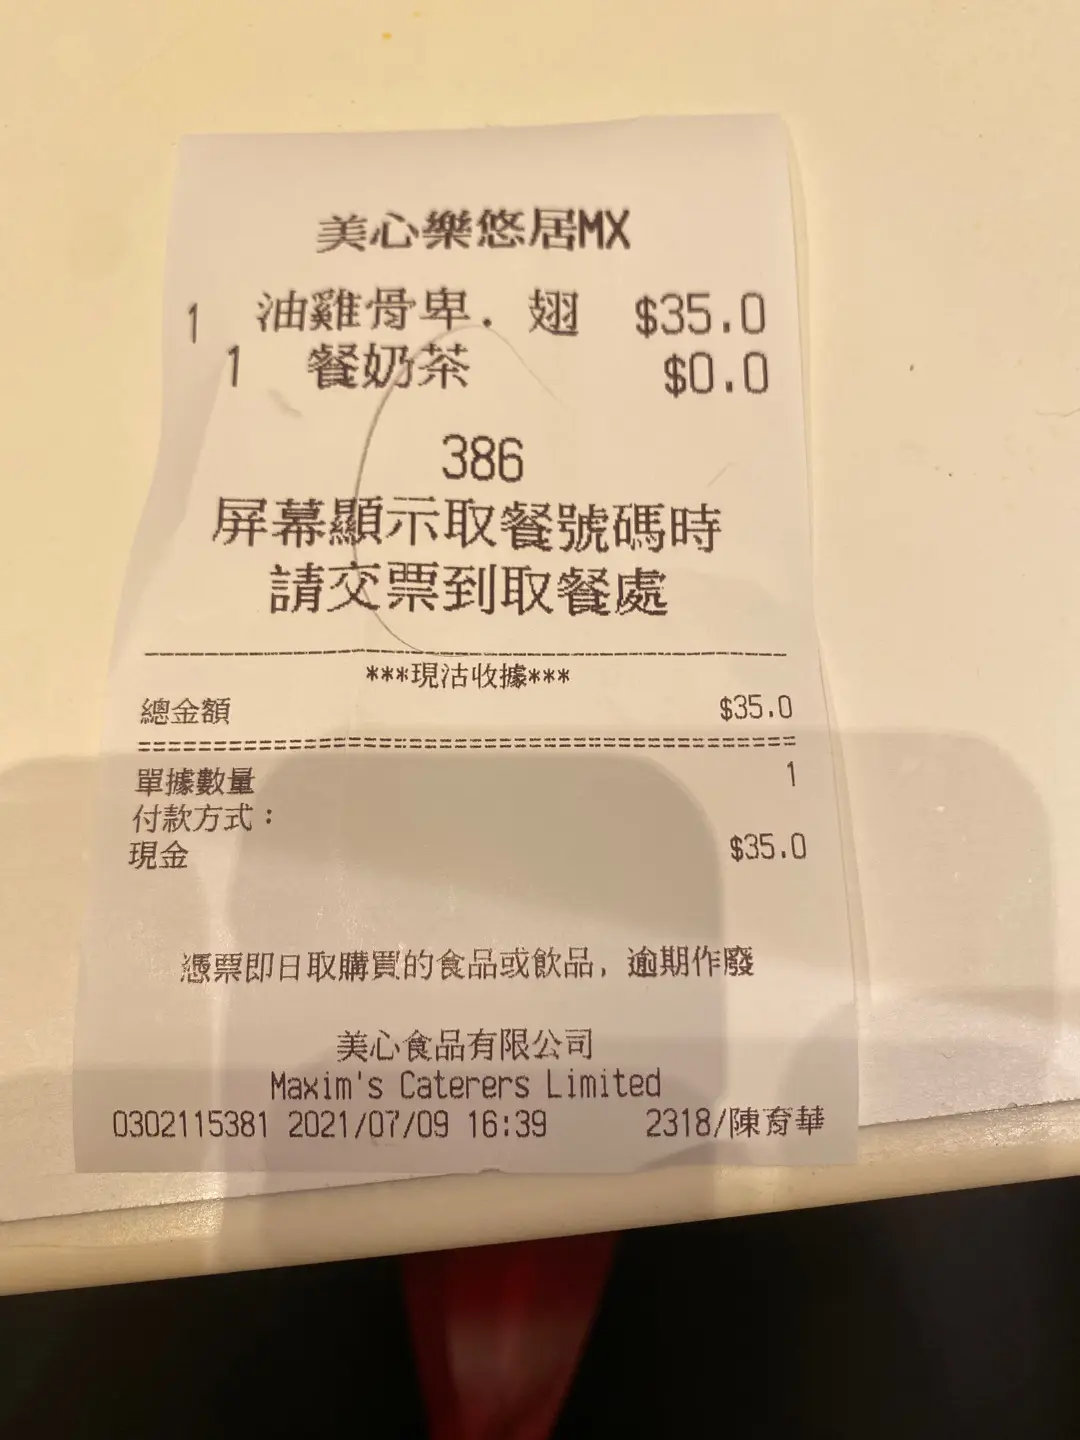 美心樂悠居MX
1 油雞骨卑．翅 $35.0
1 餐奶茶 $0.0
386
屏幕顯示取餐號碼時
請交票到取餐處
***現沽收據***
總金額 $35.0
單據數量 1
付款方式：
現金 $35.0
憑票即日取購買的食品或飲品，逾期作廢
美心食品有限公司
Maxim's Caterers Limited
0302115381 2021/07/09 16:39 2318/陳育華